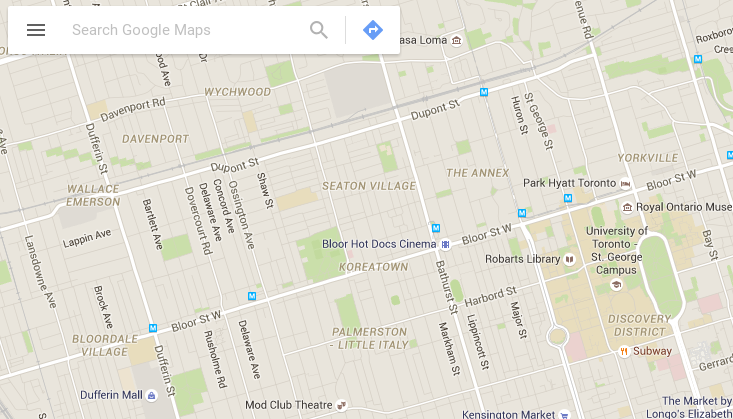 Search Google Maps
asa Loma
Roxboro
Cres
WYCHWOOD
ood Ave
enue Rd
Davenport Rd
Dupont St
Huron St
St George St
DAVENPORT
Dufferin St
Dupont St
YORKVILLE
THE ANNEX
Shaw St
SEATON VILLAGE
Park Hyatt Toronto
Bloor W
WALLACE
EMERSON
Ossington Ave
Concord Ave
Delaware Ave
Dovercourt Rd
Bartlett Ave
Royal Ontario Muse
Lappin Ave
Lansdowne Ave
Bloor Hot Docs Cinema
Bloor St W
University of
Toronto -
St. George
Campus
Bay St
Robarts Library
KOREATOWN
Bathurst St
Harbord St
Brock Ave
Bloor St W
Major St
Lippincott St
Markham St
DISCOVERY
DISTRICT
PALMERSTON
- LITTLE ITALY
BLOORDALE
VILLAGE
Delaware Ave
Rusholme Rd
Dufferin St
Subway
Gerrard
Dufferin Mall
Mod Club Theatre
Kensington Market
The Market by
Longo's Elizabeth